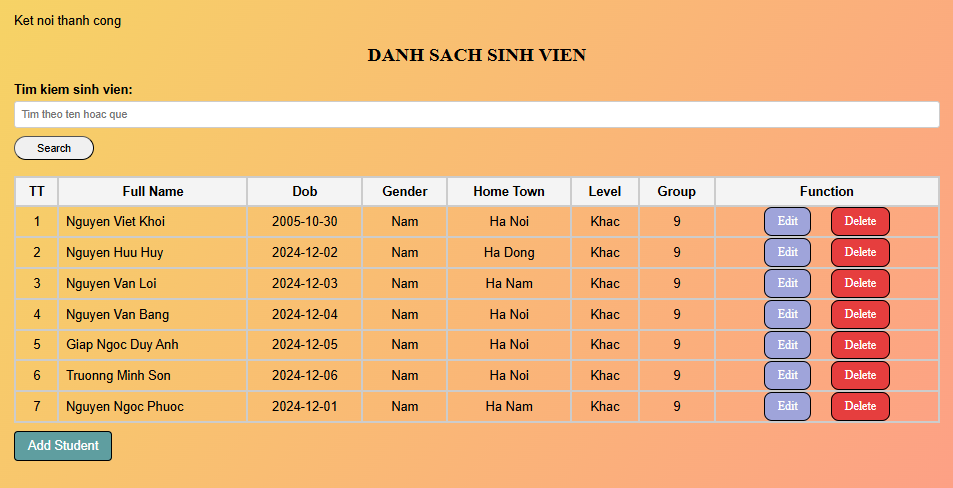 Ket noi thanh cong
DANH SACH SINH VIEN
Tim kiem sinh vien:
Tim theo ten hoac que
Search
TT Full Name Dob Gender Home Town Level Group Function
1 Nguyen Viet Khoi 2005-10-30 Nam Ha Noi Khac 9 Edit Delete
2 Nguyen Huu Huy 2024-12-02 Nam Ha Dong Khac 9 Edit Delete
3 Nguyen Van Loi 2024-12-03 Nam Ha Nam Khac 9 Edit Delete
4 Nguyen Van Bang 2024-12-04 Nam Ha Noi Khac 9 Edit Delete
5 Giap Ngoc Duy Anh 2024-12-05 Nam Ha Noi Khac 9 Edit Delete
6 Truonng Minh Son 2024-12-06 Nam Ha Noi Khac 9 Edit Delete
7 Nguyen Ngoc Phuoc 2024-12-01 Nam Ha Nam Khac 9 Edit Delete
Add Student